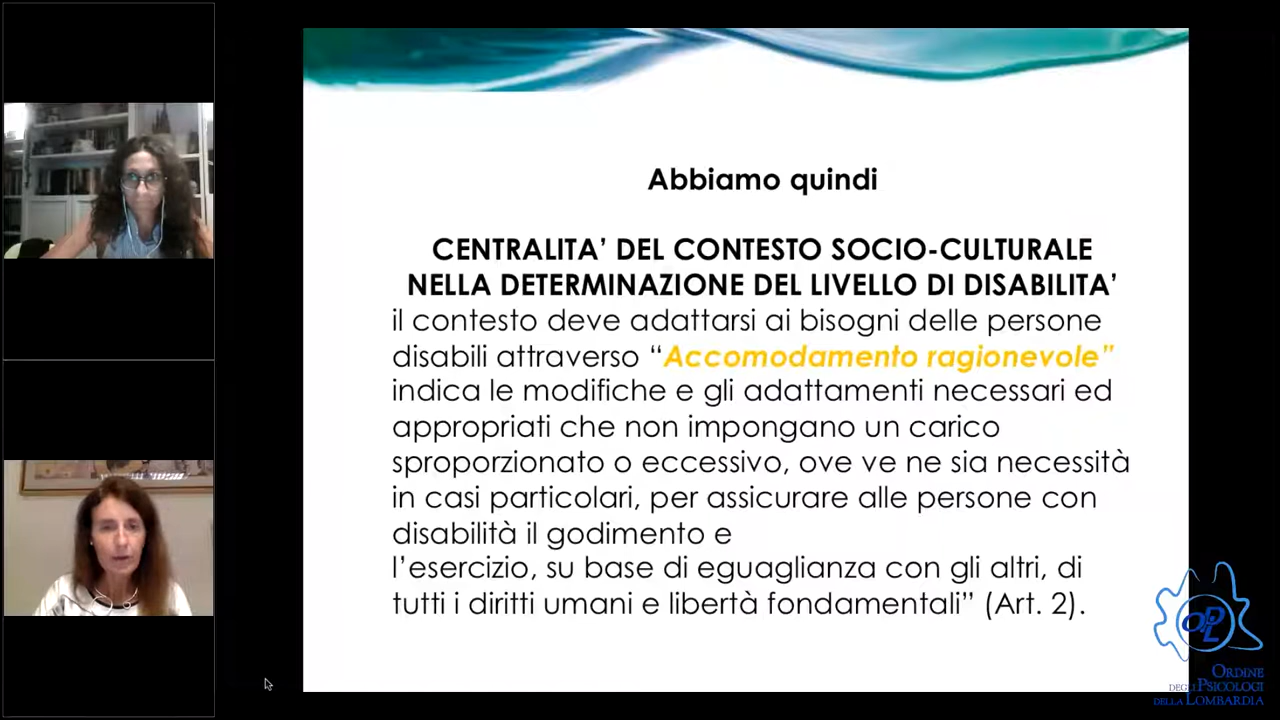 Abbiamo quindi
CENTRALITA’ DEL CONTESTO SOCIO-CULTURALE
NELLA DETERMINAZIONE DEL LIVELLO DI DISABILITA’
il contesto deve adattarsi ai bisogni delle persone
disabili attraverso “Accomodamento ragionevole”
indica le modifiche e gli adattamenti necessari ed
appropriati che non impongano un carico
sproporzionato o eccessivo, ove ve ne sia necessità
in casi particolari, per assicurare alle persone con
disabilità il godimento e
l’esercizio, su base di eguaglianza con gli altri, di
tutti i diritti umani e libertà fondamentali” (Art. 2).
OPL
ORDINE
DEGLI PSICOLOGI
DELLA LOMBARDIA